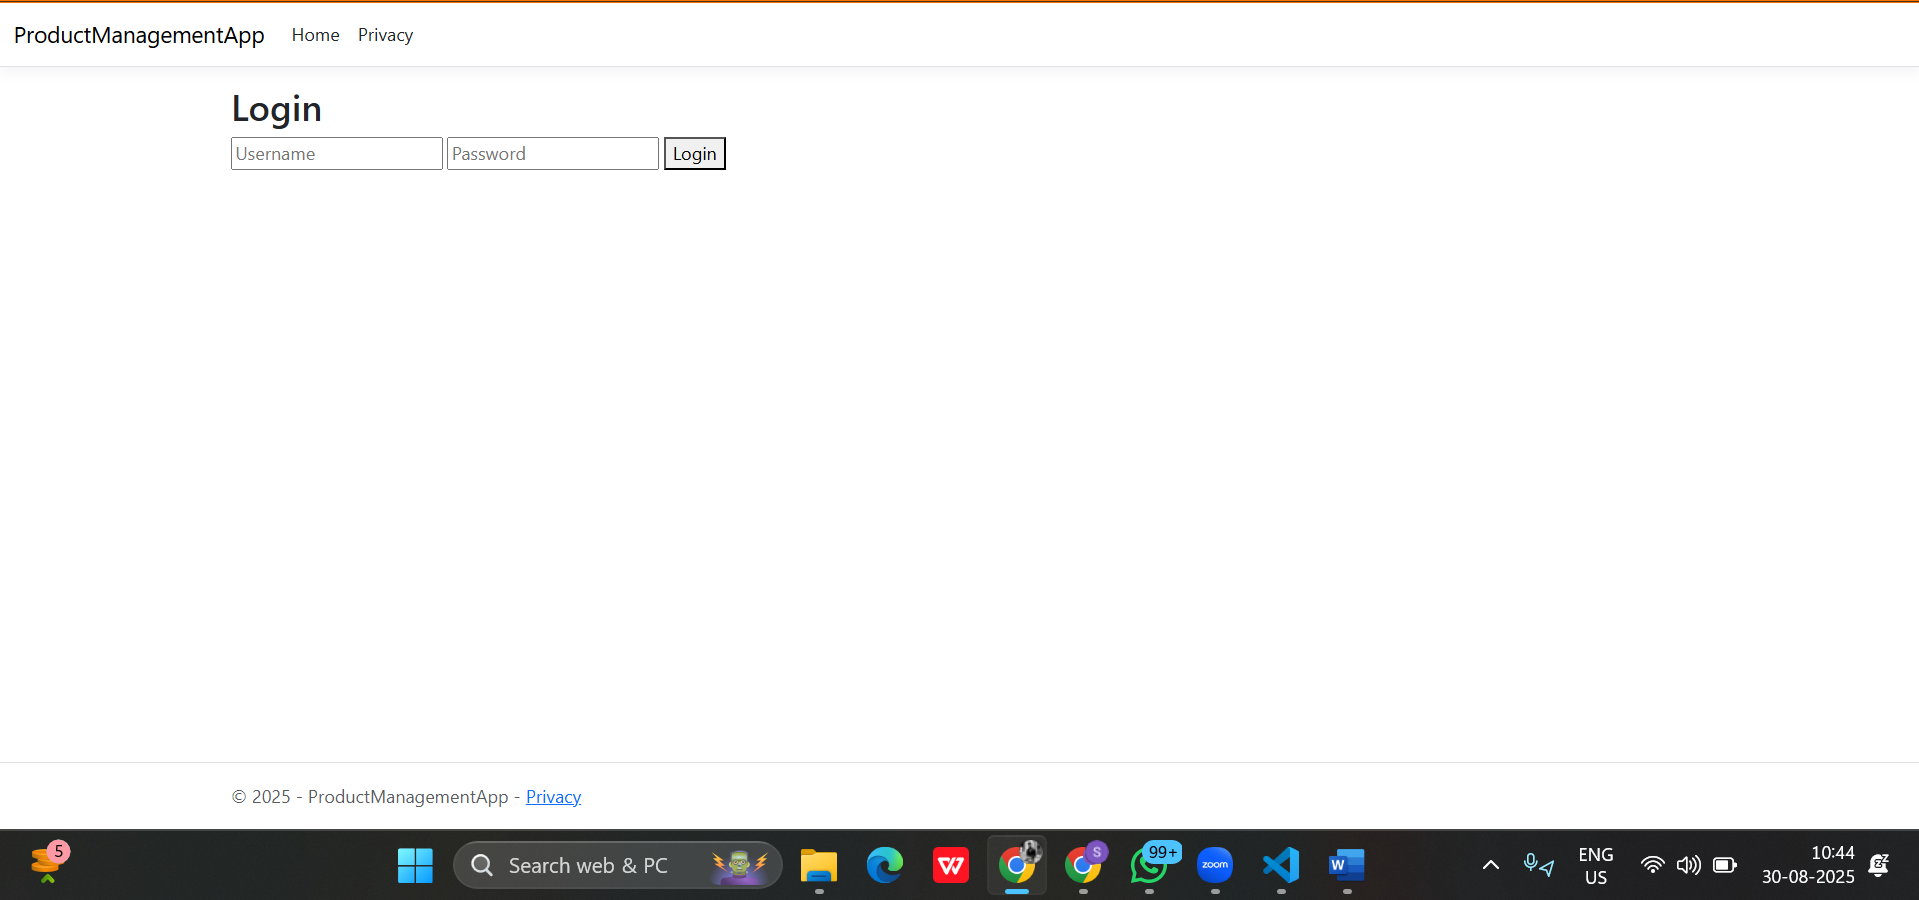 ProductManagementApp Home Privacy
Login
Username Password Login
© 2025 - ProductManagementApp - Privacy
5
Search web & PC
W
S
99+
zoom
W
ENG
US
10:44
30-08-2025